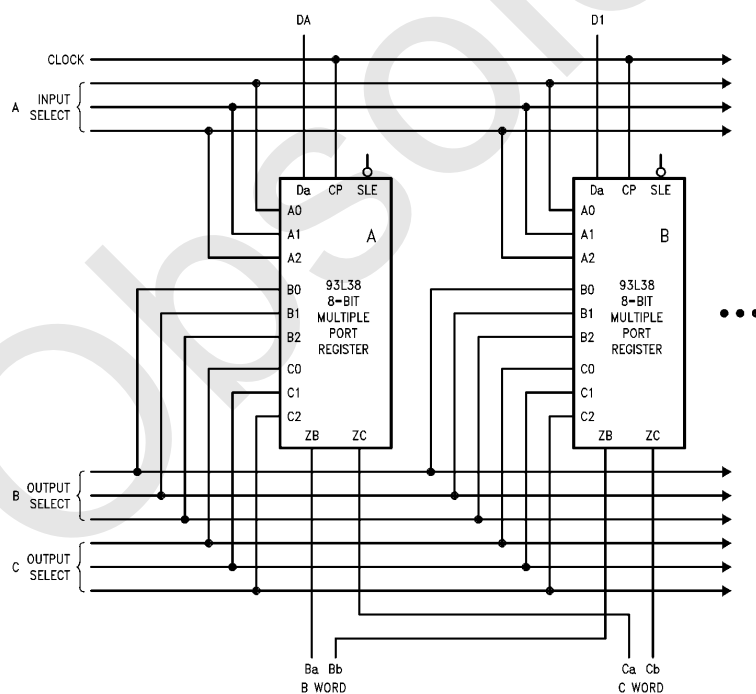 DA D1
CLOCK
A INPUT
SELECT
Da CP SLE Da CP SLE
A0 A0
A1 A A1 B
A2 A2
B0 93L38 B0 93L38
8-BIT 8-BIT
B1 MULTIPLE B1 MULTIPLE
B2 PORT B2 PORT
REGISTER REGISTER
C0 C0
C1 C1
C2 C2
ZB ZC ZB ZC
B OUTPUT
SELECT
C OUTPUT
SELECT
Ba Bb Ca Cb
B WORD C WORD
Obsolete